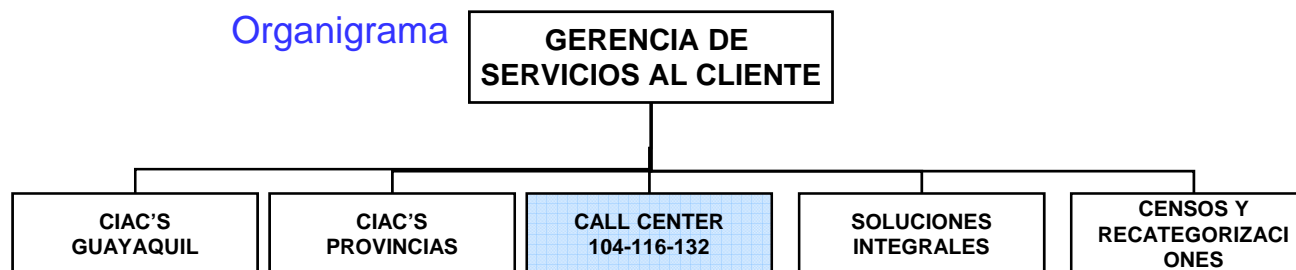 Organigrama
GERENCIA DE
SERVICIOS AL CLIENTE
CIAC'S
GUAYAQUIL
CIAC'S
PROVINCIAS
CALL CENTER
104-116-132
SOLUCIONES
INTEGRALES
CENSOS Y
RECATEGORIZACI
ONES